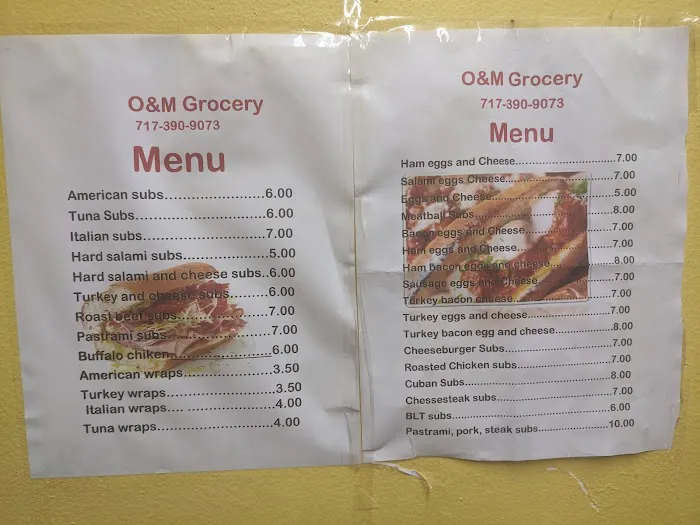 O&M Grocery
717-390-9073
Menu
American subs.......................6.00
Tuna Subs..............................6.00
Italian subs............................7.00
Hard salami subs...................5.00
Hard salami and cheese subs..6.00
Turkey and cheese subs.........6.00
Roast beef subs.....................7.00
Pastrami subs........................7.00
Buffalo chiken........................6.00
American wraps.....................3.50
Turkey wraps.........................3.50
Italian wraps.... .....................4.00
Tuna wraps...........................4.00
O&M Grocery
717-390-9073
Menu
Ham eggs and Cheese............................7.00
Salami eggs Cheese..............................7.00
Eggs and Cheese..................................5.00
Meatball Subs.......................................8.00
Bacon eggs and Cheese........................7.00
Ham eggs and Cheese..........................7.00
Ham bacon eggs and cheese................8.00
Sausage eggs and Cheese...................7.00
Turkey bacon cheese...........................7.00
Turkey eggs and cheese......................7.00
Turkey bacon egg and cheese..............8.00
Cheeseburger Subs.............................7.00
Roasted Chicken subs.........................7.00
Cuban Subs........................................8.00
Chessesteak subs...............................7.00
BLT subs............................................6.00
Pastrami, pork, steak subs..................10.00